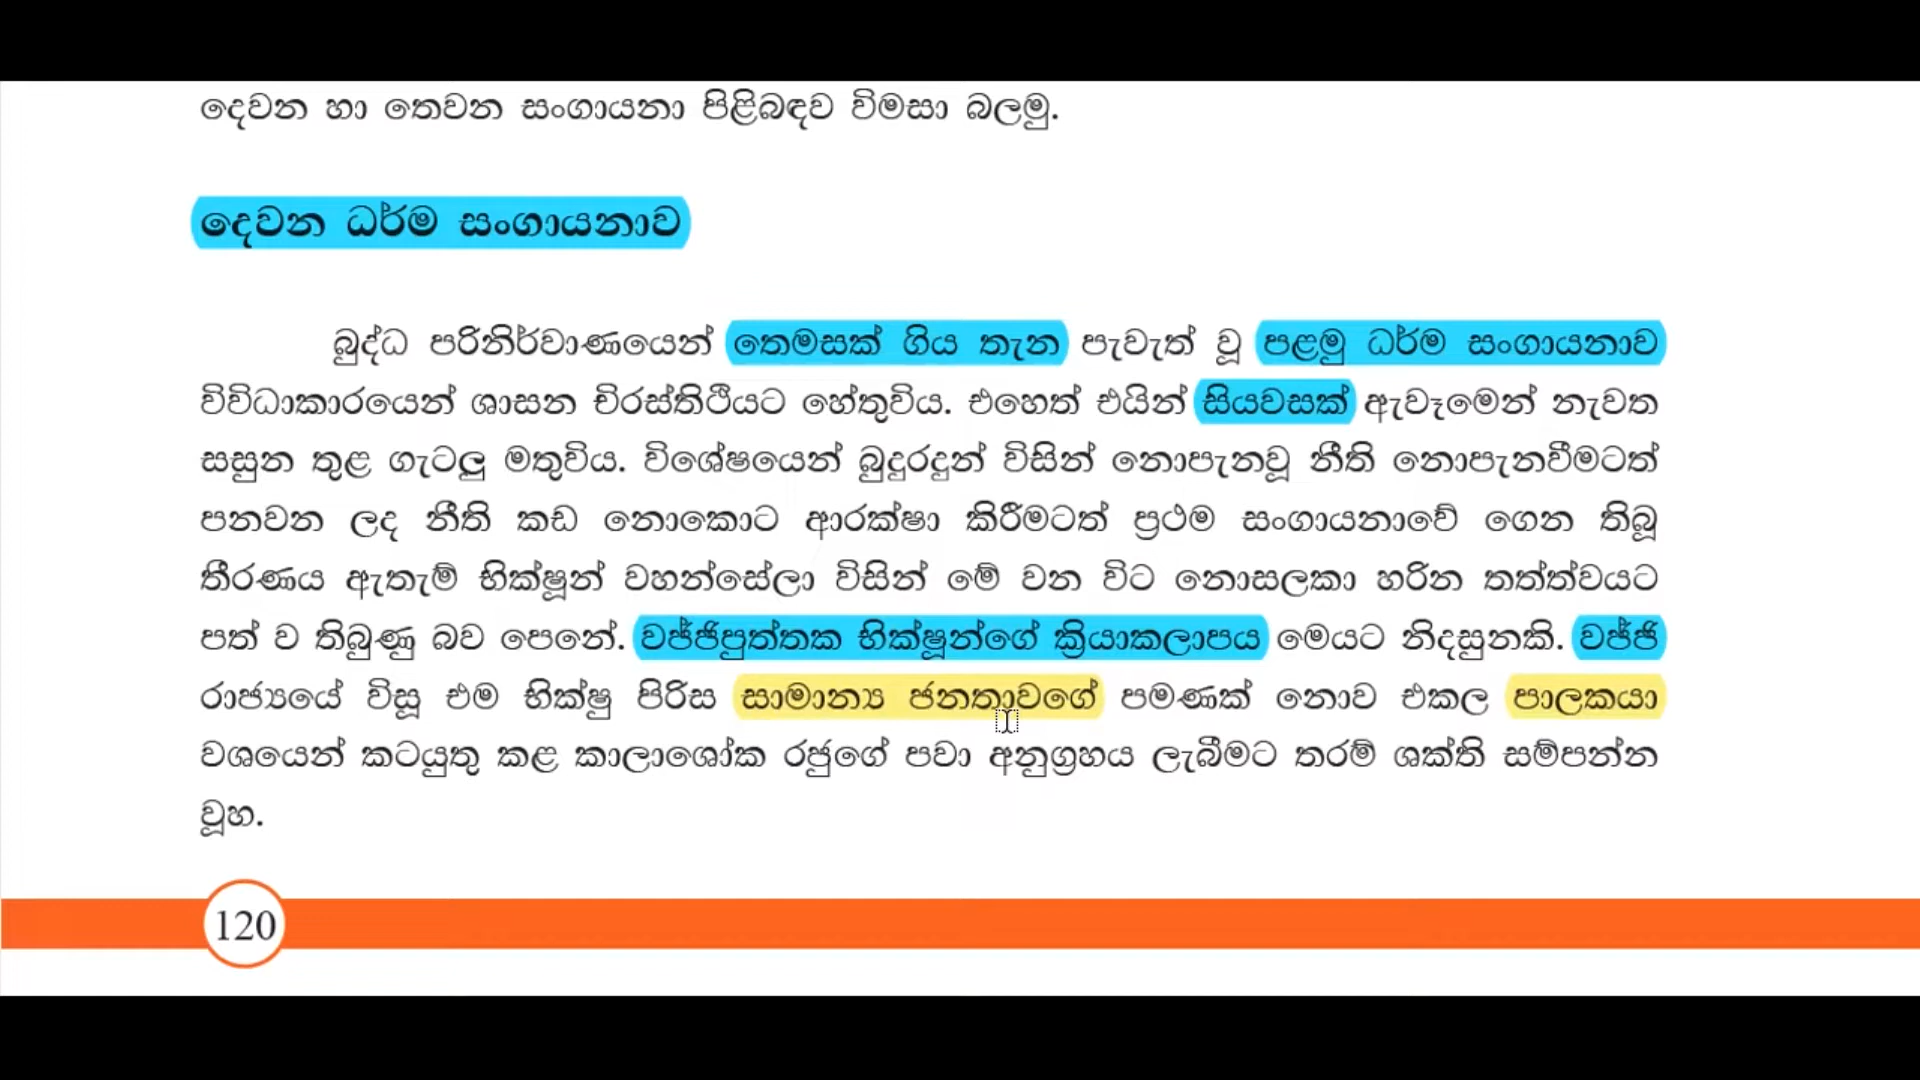 දෙවන හා තෙවන සංගායනා පිළිබඳව විමසා බලමු.
දෙවන ධර්ම සංගායනාව
බුද්ධ පරිනිර්වාණයෙන් තෙමසක් ගිය තැන පැවැත් වූ පළමු ධර්ම සංගායනාව
විවිධාකාරයෙන් ශාසන චිරස්තිථියට හේතුවිය. එහෙත් එයින් සියවසක් ඇවෑමෙන් නැවත
සසුන තුළ ගැටලු මතුවිය. විශේෂයෙන් බුදුරදුන් විසින් නොපැනවූ නීති නොපැනවීමටත්
පනවන ලද නීති කඩ නොකොට ආරක්ෂා කිරීමටත් ප්‍රථම සංගායනාවේ ගෙන තිබූ
තීරණය ඇතැම් භික්ෂූන් වහන්සේලා විසින් මේ වන විට නොසලකා හරින තත්ත්වයට
පත් ව තිබුණු බව පෙනේ. වජ්ජිපුත්තක භික්ෂූන්ගේ ක්‍රියාකලාපය මෙයට නිදසුනකි. වජ්ජි
රාජ්‍යයේ විසූ එම භික්ෂු පිරිස සාමාන්‍ය ජනතාවගේ පමණක් නොව එකල පාලකයා
වශයෙන් කටයුතු කළ කාලාශෝක රජුගේ පවා අනුග්‍රහය ලැබීමට තරම් ශක්ති සම්පන්න
වූහ.
120